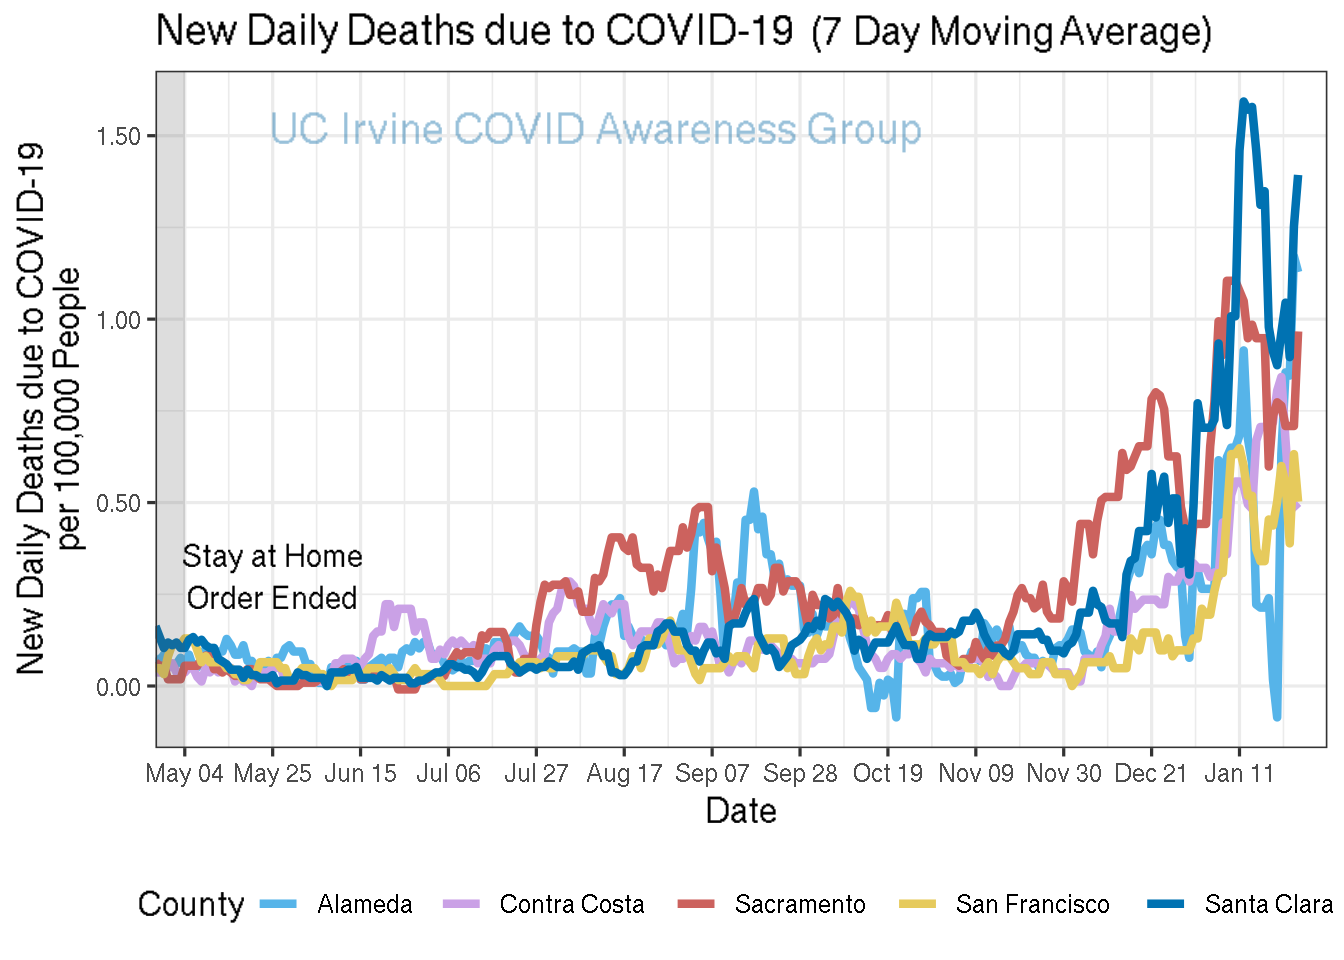 New Daily Deaths due to COVID-19 (7 Day Moving Average)
UC Irvine COVID Awareness Group
New Daily Deaths due to COVID-19
per 100,000 People
1.50
1.00
0.50
0.00
Stay at Home
Order Ended
May 04 May 25 Jun 15 Jul 06 Jul 27 Aug 17 Sep 07 Sep 28 Oct 19 Nov 09 Nov 30 Dec 21 Jan 11
Date
County Alameda Contra Costa Sacramento San Francisco Santa Clara